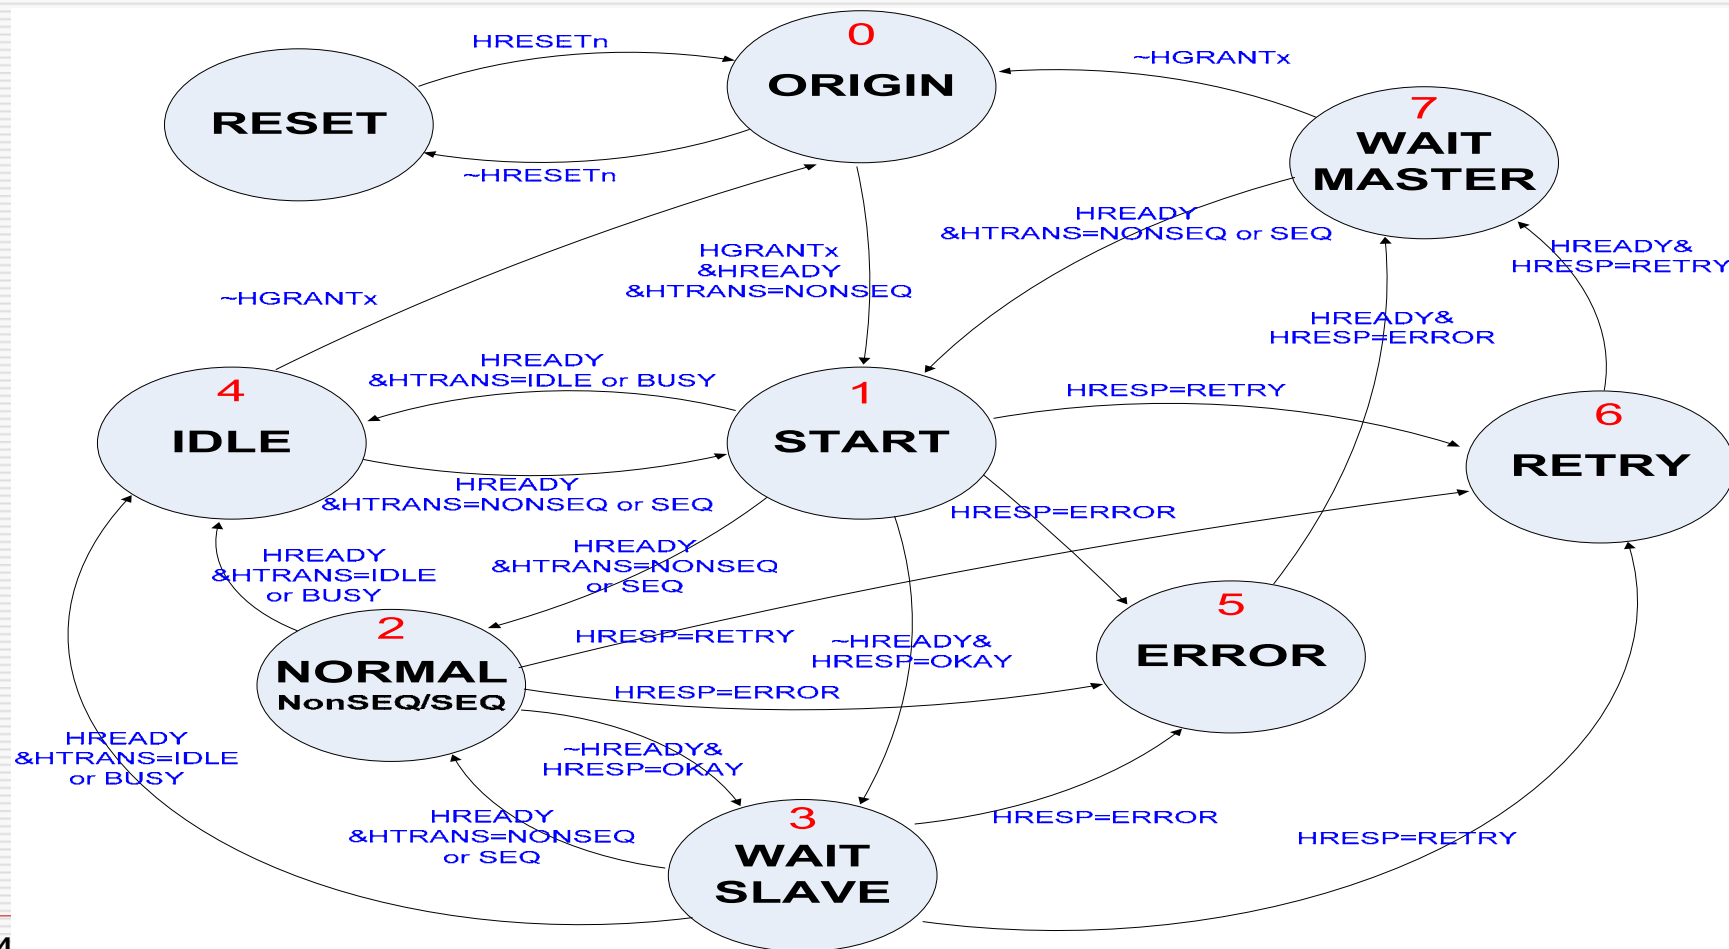 0
HRESETn
~HGRANTx
ORIGIN
7
RESET
WAIT
MASTER
~HRESETn
HREADY
&HTRANS=NONSEQ or SEQ
HREADY&
HRESP=RETRY
HGRANTx
&HREADY
&HTRANS=NONSEQ
~HGRANTx
HREADY&
HRESP=ERROR
HREADY
&HTRANS=IDLE or BUSY
4
IDLE
1
START
HRESP=RETRY
6
RETRY
HREADY
&HTRANS=NONSEQ or SEQ
HRESP=ERROR
HREADY
&HTRANS=IDLE
or BUSY
HREADY
&HTRANS=NONSEQ
or SEQ
5
ERROR
2
NORMAL
NonSEQ/SEQ
HRESP=RETRY
~HREADY&
HRESP=OKAY
HRESP=ERROR
HREADY
&HTRANS=IDLE
or BUSY
~HREADY&
HRESP=OKAY
HREADY
&HTRANS=NONSEQ
or SEQ
3
WAIT
SLAVE
HRESP=ERROR
HRESP=RETRY